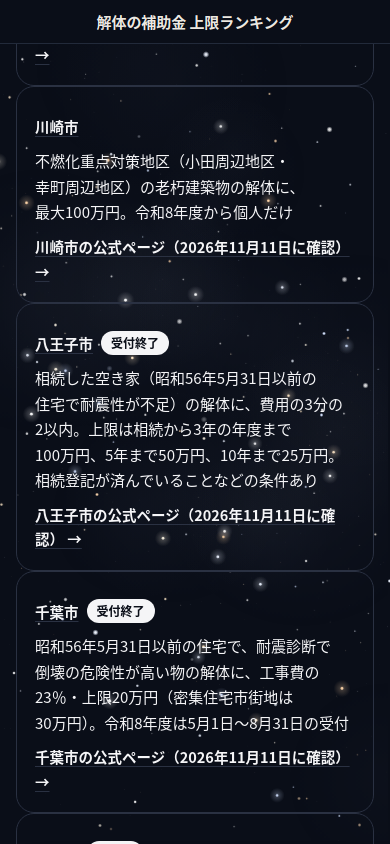 解体の補助金 上限ランキング
→
川崎市
不燃化重点対策地区（小田周辺地区・
幸町周辺地区）の老朽建築物の解体に、
最大100万円。令和8年度から個人だけ
川崎市の公式ページ（2026年11月11日に確認）
→
八王子市 受付終了
相続した空き家（昭和56年5月31日以前の
住宅で耐震性が不足）の解体に、費用の3分の
2以内。上限は相続から3年の年度まで
100万円、5年まで50万円、10年まで25万円。
相続登記が済んでいることなどの条件あり
八王子市の公式ページ（2026年11月11日に確
認） →
千葉市 受付終了
昭和56年5月31日以前の住宅で、耐震診断で
倒壊の危険性が高い物の解体に、工事費の
23％・上限20万円（密集住宅市街地は
30万円）。令和8年度は5月1日〜8月31日の受付
千葉市の公式ページ（2026年11月11日に確認）
→